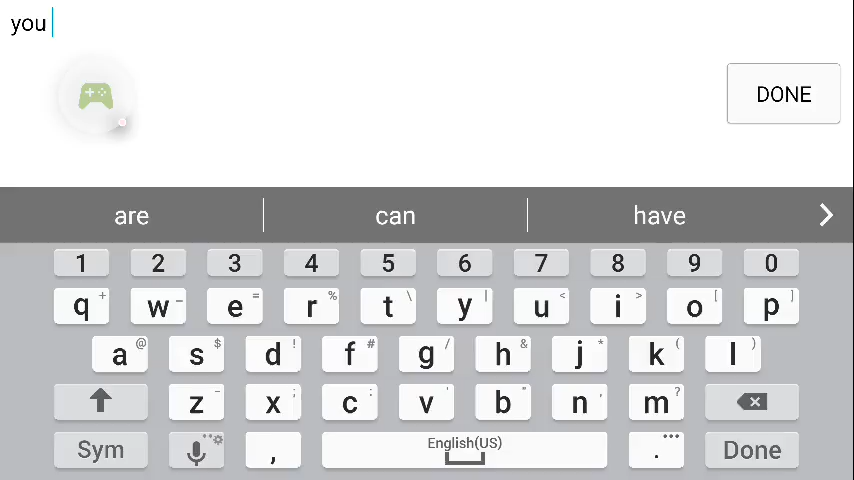 you
DONE
are can have
1 2 3 4 5 6 7 8 9 0
q + w - e = r % t \ y | u < i > o [ p ]
a @ s $ d ! f # g / h & j * k ( l )
z - x ; c : v ' b " n , m ?
Sym , English(US) . ... Done